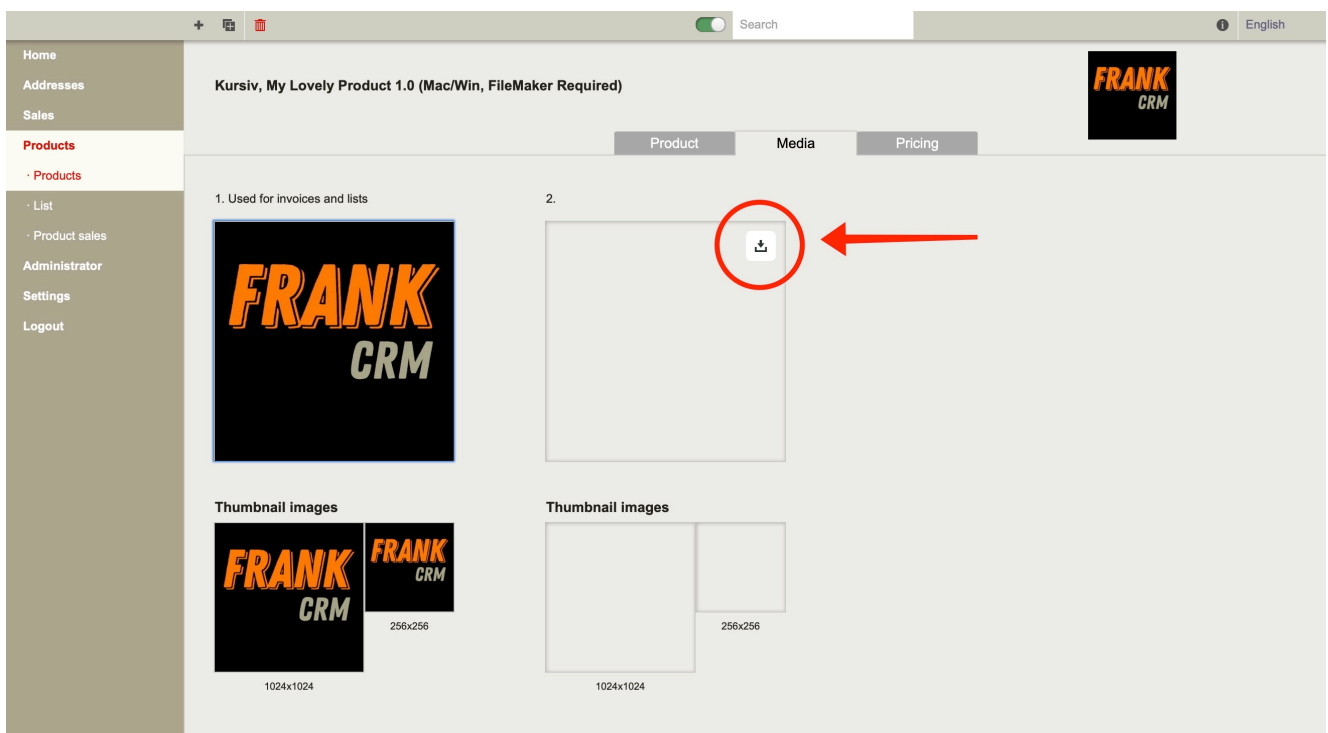 Search
English
Home
Addresses
Sales
Products
· Products
· List
· Product sales
Administrator
Settings
Logout
Kursiv, My Lovely Product 1.0 (Mac/Win, FileMaker Required)
FRANK
CRM
Product
Media
Pricing
1. Used for invoices and lists
2.
FRANK
CRM
Thumbnail images
Thumbnail images
FRANK
CRM
FRANK
CRM
256x256
256x256
1024x1024
1024x1024